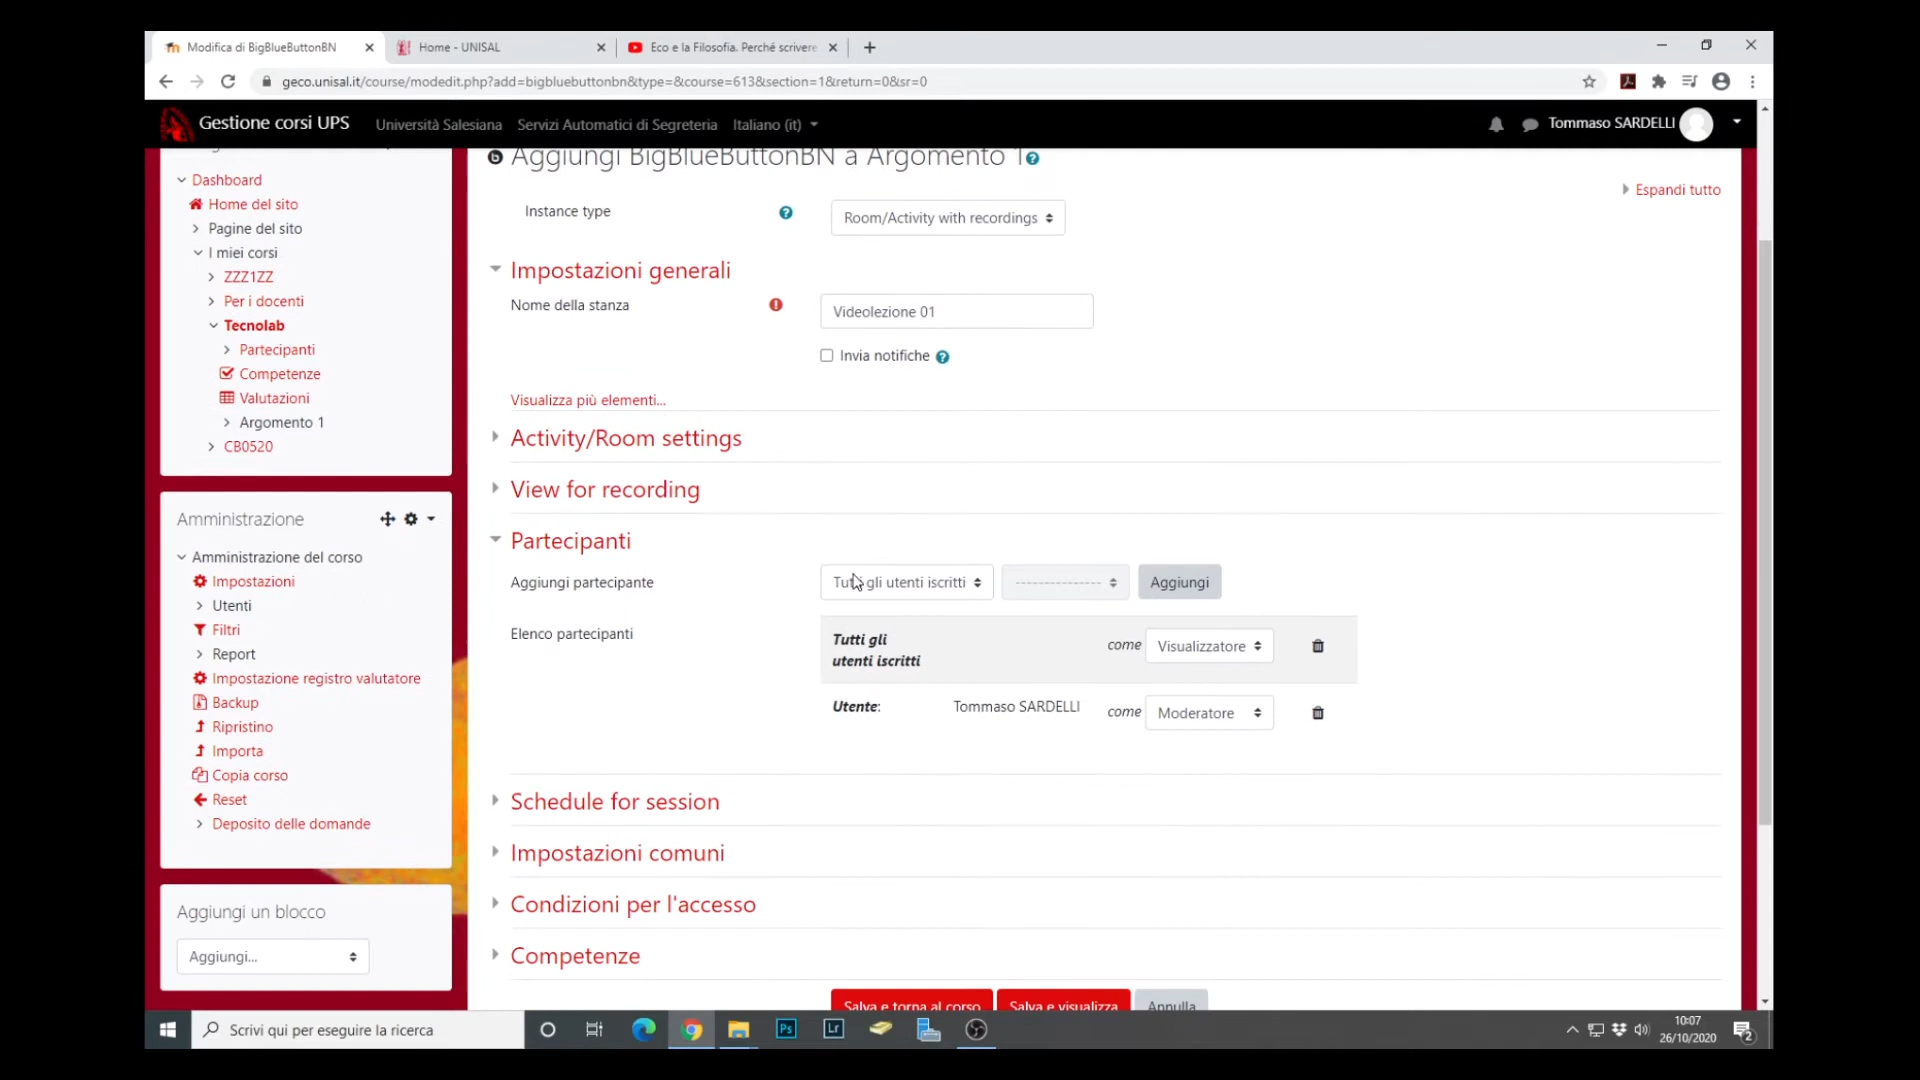 Modifica di BigBlueButtonBN
Home - UNISAL
Eco e la Filosofia. Perché scrivere
geco.unisal.it/course/modedit.php?add=bigbluebuttonbn&type=&course=613&section=1&return=0&sr=0
Gestione corsi UPS
Università Salesiana
Servizi Automatici di Segreteria
Italiano (it)
Tommaso SARDELLI
Dashboard
Home del sito
Pagine del sito
I miei corsi
ZZZ1ZZ
Per i docenti
Tecnolab
Partecipanti
Competenze
Valutazioni
Argomento 1
CB0520
Amministrazione
Amministrazione del corso
Impostazioni
Utenti
Filtri
Report
Impostazione registro valutatore
Backup
Ripristino
Importa
Copia corso
Reset
Deposito delle domande
Aggiungi un blocco
Aggiungi...
Aggiungi BigBlueButtonBN a Argomento 1
Espandi tutto
Instance type
Room/Activity with recordings
Impostazioni generali
Nome della stanza
Videolezione 01
Invia notifiche
Visualizza più elementi...
Activity/Room settings
View for recording
Partecipanti
Aggiungi partecipante
Tutti gli utenti iscritti
---------------
Aggiungi
Elenco partecipanti
Tutti gli
utenti iscritti
come
Visualizzatore
Utente:
Tommaso SARDELLI
come
Moderatore
Schedule for session
Impostazioni comuni
Condizioni per l'accesso
Competenze
Salva e torna al corso
Salva e visualizza
Annulla
Scrivi qui per eseguire la ricerca
Ps
Lr
10:07
26/10/2020
2